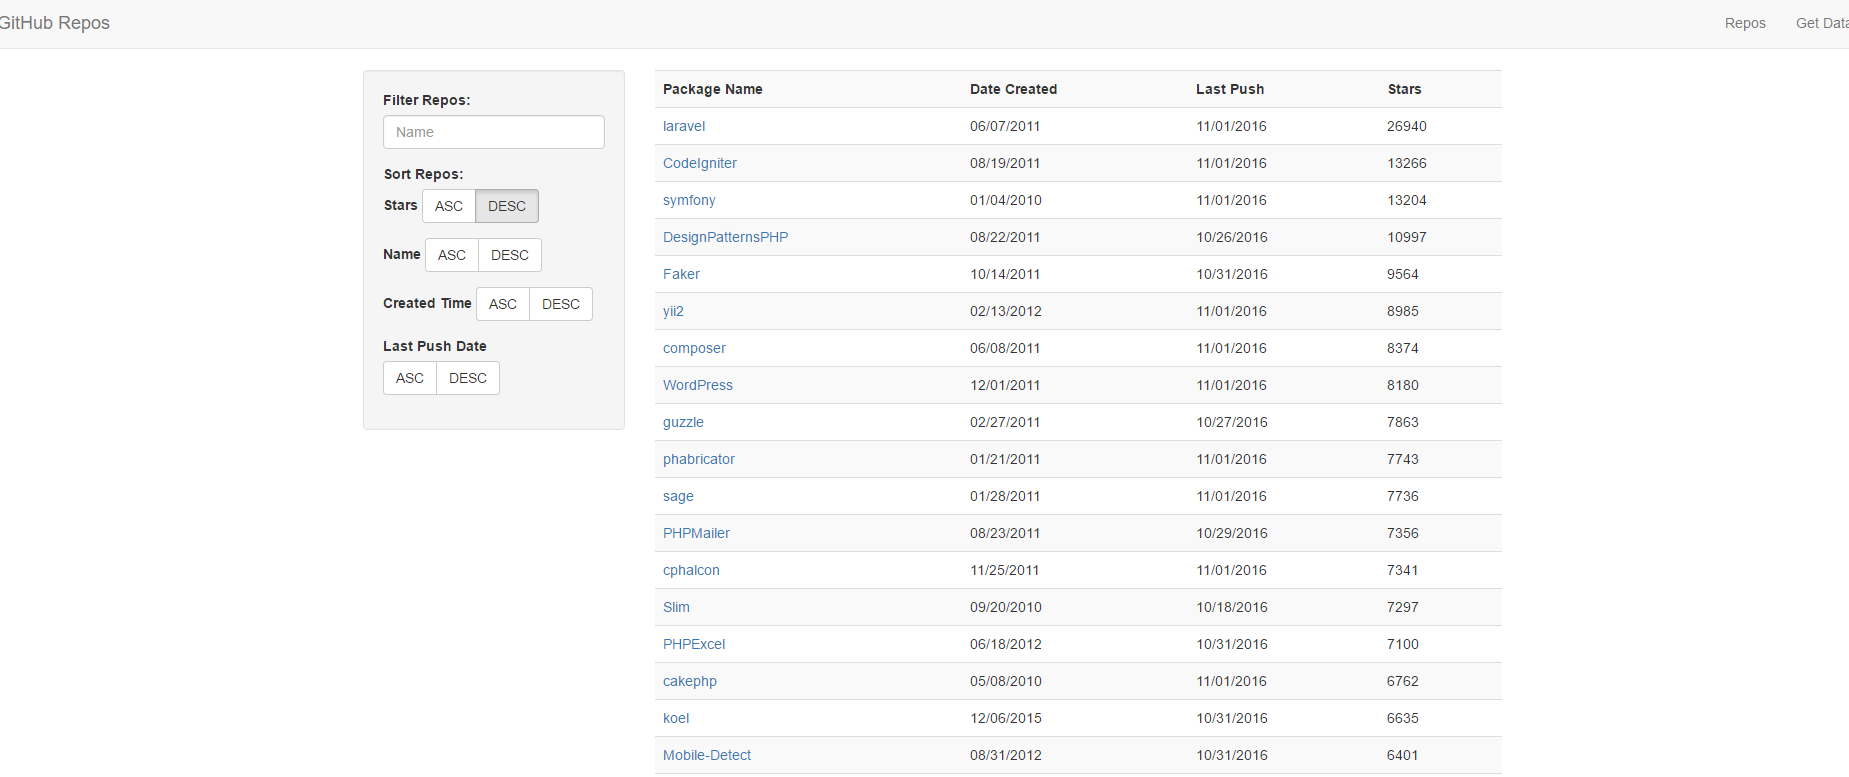 GitHub Repos Repos Get Data
Filter Repos:
Name
Sort Repos:
Stars ASC DESC
Name ASC DESC
Created Time ASC DESC
Last Push Date
ASC DESC
Package Name Date Created Last Push Stars
laravel 06/07/2011 11/01/2016 26940
CodeIgniter 08/19/2011 11/01/2016 13266
symfony 01/04/2010 11/01/2016 13204
DesignPatternsPHP 08/22/2011 10/26/2016 10997
Faker 10/14/2011 10/31/2016 9564
yii2 02/13/2012 11/01/2016 8985
composer 06/08/2011 11/01/2016 8374
WordPress 12/01/2011 11/01/2016 8180
guzzle 02/27/2011 10/27/2016 7863
phabricator 01/21/2011 11/01/2016 7743
sage 01/28/2011 11/01/2016 7736
PHPMailer 08/23/2011 10/29/2016 7356
cphalcon 11/25/2011 11/01/2016 7341
Slim 09/20/2010 10/18/2016 7297
PHPExcel 06/18/2012 10/31/2016 7100
cakephp 05/08/2010 11/01/2016 6762
koel 12/06/2015 10/31/2016 6635
Mobile-Detect 08/31/2012 10/31/2016 6401